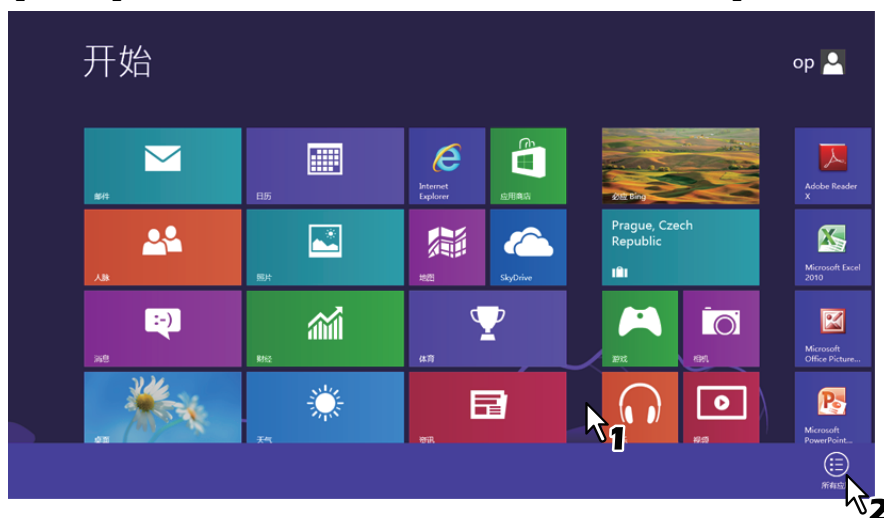 开始
op
邮件
日历
Internet
Explorer
应用商店
必应 Bing
Adobe Reader
X
人脉
照片
地图
SkyDrive
Prague, Czech
Republic
Microsoft Excel
2010
消息
财经
体育
游戏
相机
Microsoft
Office Picture...
桌面
天气
资讯
视频
Microsoft
PowerPoint...
1
所有应
2